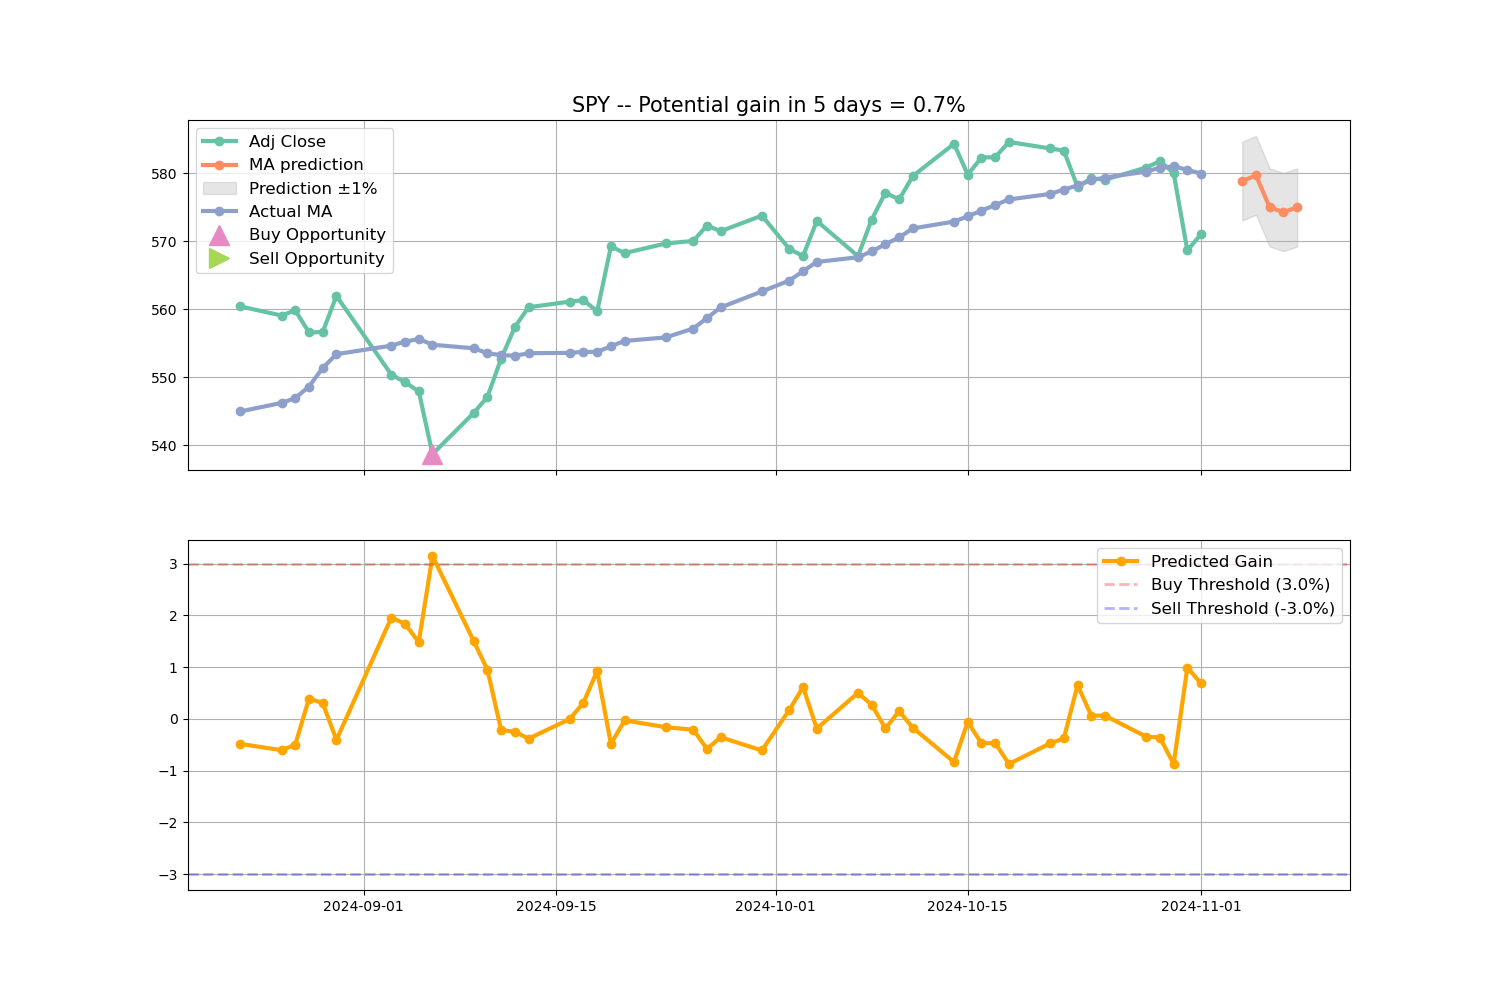 SPY -- Potential gain in 5 days = 0.7%
Adj Close
MA prediction
Prediction ±1%
Actual MA
Buy Opportunity
Sell Opportunity
580
570
560
550
540
Predicted Gain
Buy Threshold (3.0%)
Sell Threshold (-3.0%)
3
2
1
0
−1
−2
−3
2024-09-01 2024-09-15 2024-10-01 2024-10-15 2024-11-01